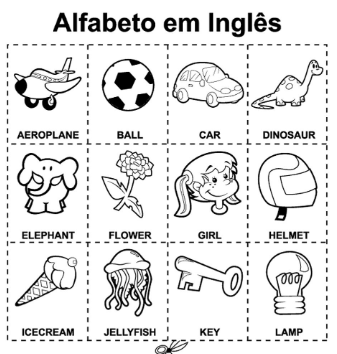 Alfabeto em Inglês
AEROPLANE BALL CAR DINOSAUR
ELEPHANT FLOWER GIRL HELMET
ICECREAM JELLYFISH KEY LAMP